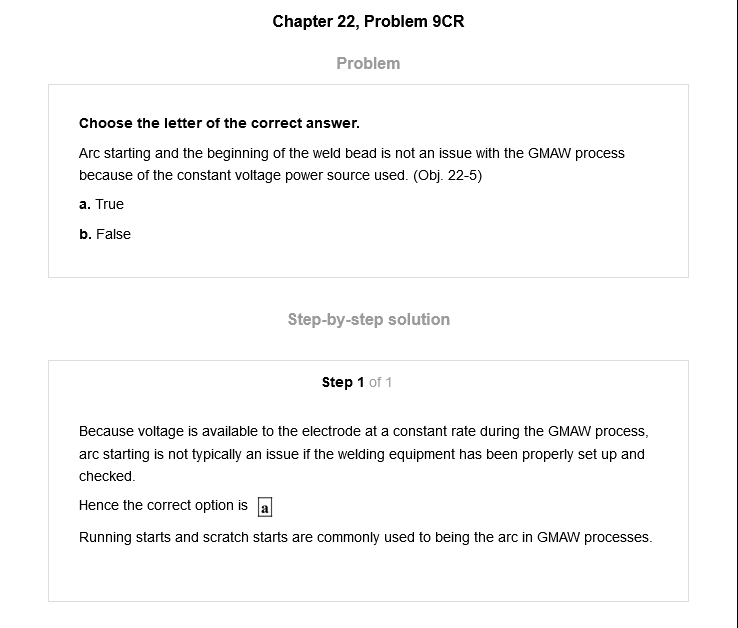 Chapter 22, Problem 9CR
Problem
Choose the letter of the correct answer.
Arc starting and the beginning of the weld bead is not an issue with the GMAW process
because of the constant voltage power source used. (Obj. 22-5)
a. True
b. False
Step-by-step solution
Step 1 of 1
Because voltage is available to the electrode at a constant rate during the GMAW process,
arc starting is not typically an issue if the welding equipment has been properly set up and
checked.
Hence the correct option is a
Running starts and scratch starts are commonly used to being the arc in GMAW processes.